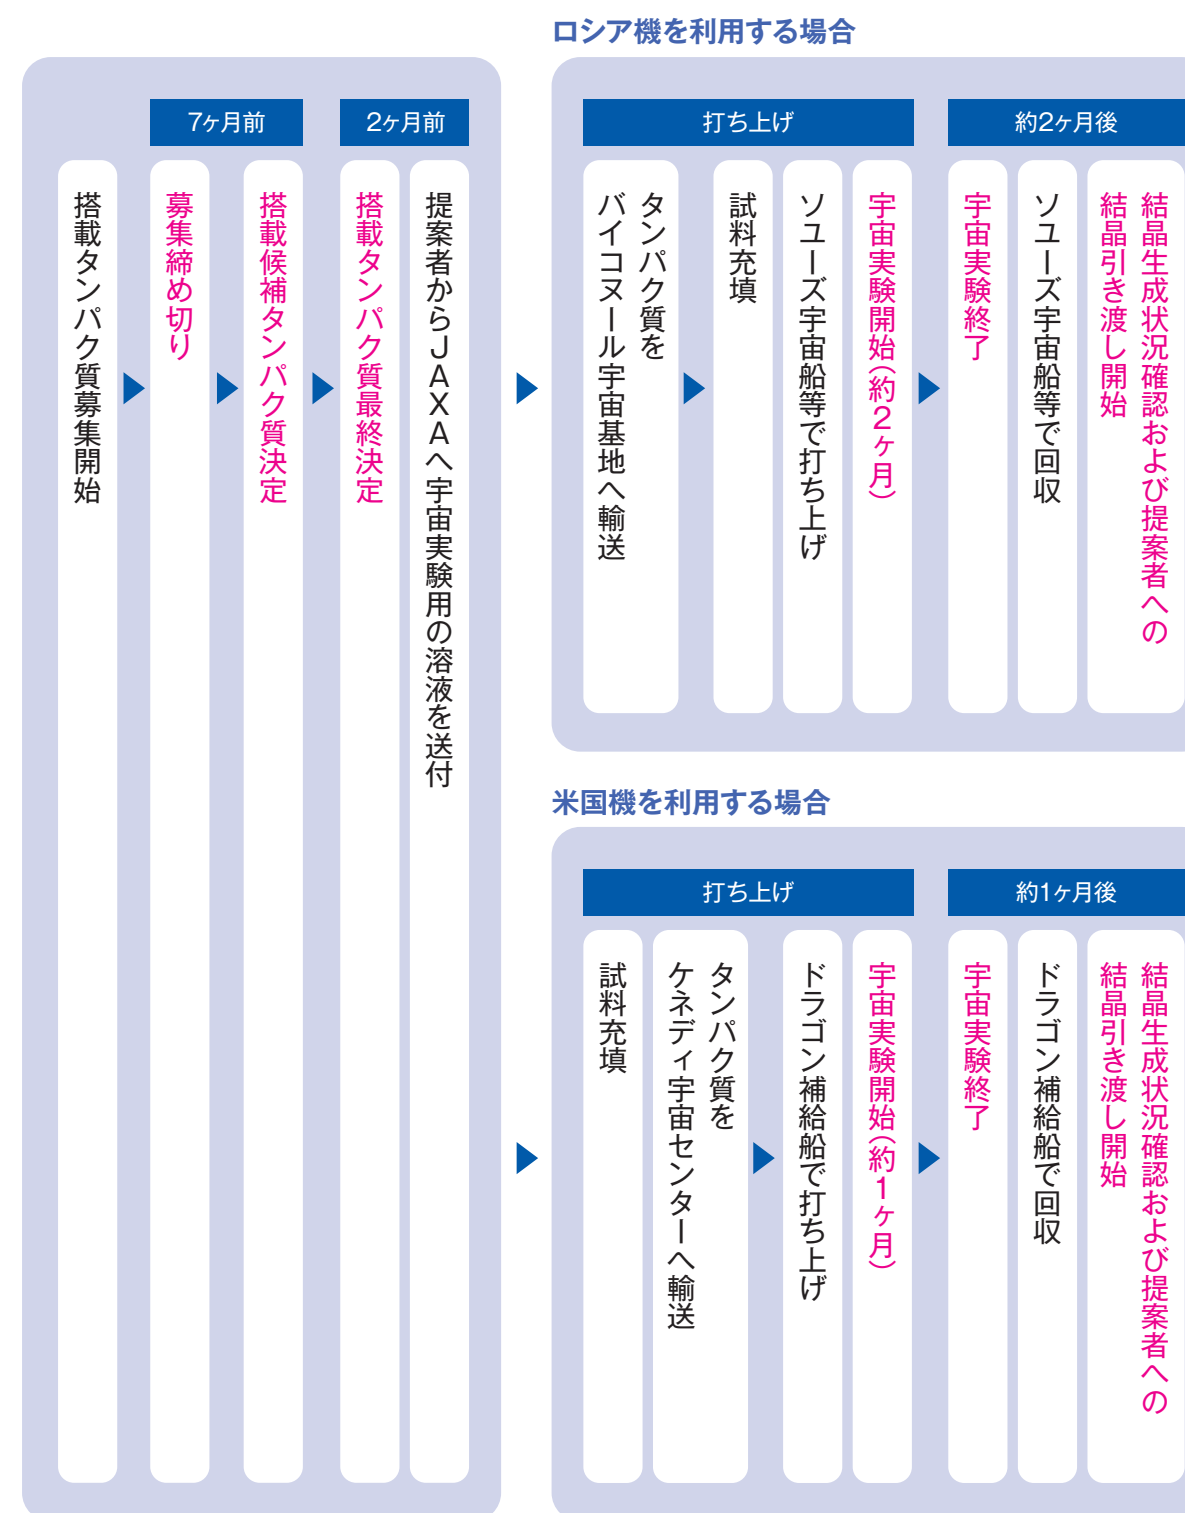 7ヶ月前
2ヶ月前
搭載タンパク質募集開始
募集締め切り
搭載候補タンパク質決定
搭載タンパク質最終決定
提案者からＪＡＸＡへ宇宙実験用の溶液を送付
ロシア機を利用する場合
打ち上げ
約2ヶ月後
タンパク質を
バイコヌール宇宙基地へ輸送
試料充填
ソユーズ宇宙船等で打ち上げ
宇宙実験開始（約２ヶ月）
宇宙実験終了
ソユーズ宇宙船等で回収
結晶生成状況確認および提案者への
結晶引き渡し開始
米国機を利用する場合
打ち上げ
約1ヶ月後
試料充填
タンパク質を
ケネディ宇宙センターへ輸送
ドラゴン補給船で打ち上げ
宇宙実験開始（約１ヶ月）
宇宙実験終了
ドラゴン補給船で回収
結晶生成状況確認および提案者への
結晶引き渡し開始